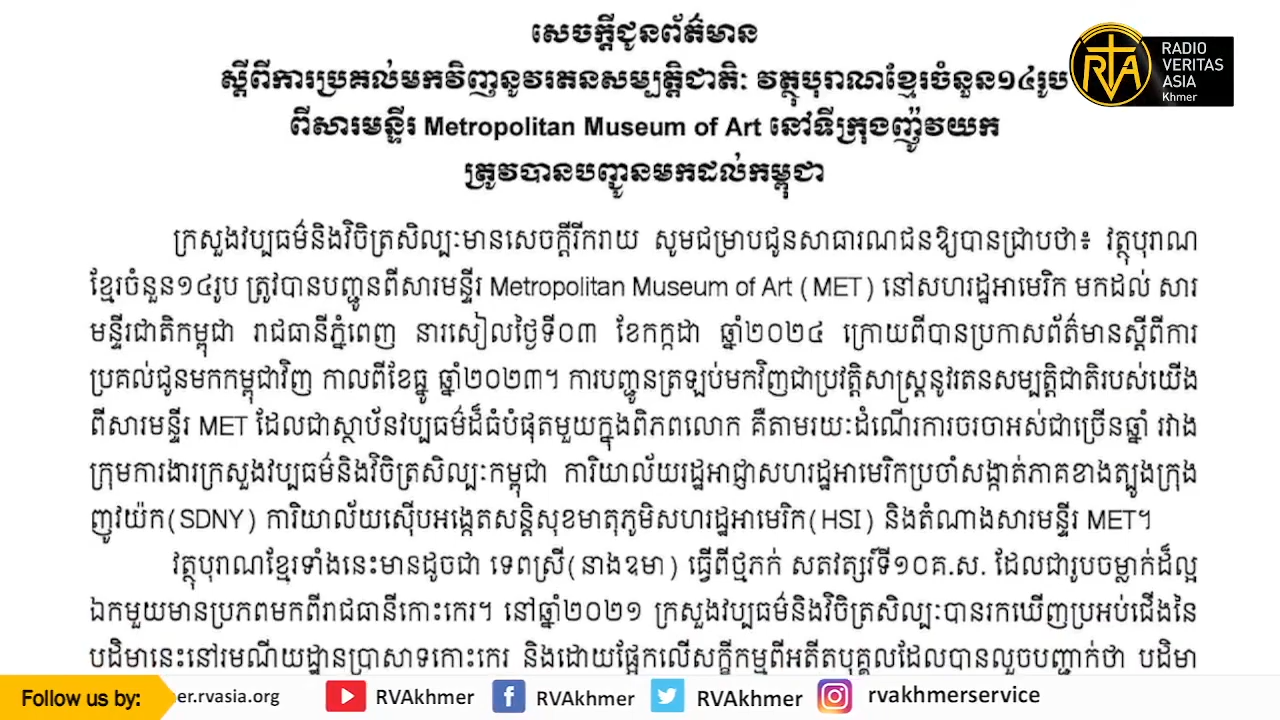 សេចក្តីជូនព័ត៌មាន
ស្តីពីការប្រគល់មកវិញនូវរតនសម្បត្តិជាតិ: វត្ថុបុរាណខ្មែរចំនួន១៤រូប
ពីសារមន្ទីរ Metropolitan Museum of Art នៅទីក្រុងញ៉ូវយក
ត្រូវបានបញ្ជូនមកដល់កម្ពុជា
RADIO
VERITAS
ASIA
Khmer
RVA
ក្រសួងវប្បធម៌និងវិចិត្រសិល្បៈមានសេចក្តីរីករាយ សូមជម្រាបជូនសាធារណជនឱ្យបានជ្រាបថា៖ វត្ថុបុរាណ
ខ្មែរចំនួន១៤រូប ត្រូវបានបញ្ជូនពីសារមន្ទីរ Metropolitan Museum of Art (MET) នៅសហរដ្ឋអាមេរិក មកដល់ សារ
មន្ទីរជាតិកម្ពុជា រាជធានីភ្នំពេញ នារសៀលថ្ងៃទី០៣ ខែកក្កដា ឆ្នាំ២០២៤ ក្រោយពីបានប្រកាសព័ត៌មានស្តីពីការ
ប្រគល់ជូនមកកម្ពុជាវិញ កាលពីខែធ្នូ ឆ្នាំ២០២៣។ ការបញ្ជូនត្រឡប់មកវិញជាប្រវត្តិសាស្ត្រនូវរតនសម្បត្តិជាតិរបស់យើង
ពីសារមន្ទីរ MET ដែលជាស្ថាប័នវប្បធម៌ដ៏ធំបំផុតមួយក្នុងពិភពលោក គឺតាមរយៈដំណើរការចរចាអស់ជាច្រើនឆ្នាំ រវាង
ក្រុមការងារក្រសួងវប្បធម៌និងវិចិត្រសិល្បៈកម្ពុជា ការិយាល័យរដ្ឋអាជ្ញាសហរដ្ឋអាមេរិកប្រចាំសង្កាត់ភាគខាងត្បូងក្រុង
ញូវយ៉ក(SDNY) ការិយាល័យស៊ើបអង្កេតសន្តិសុខមាតុភូមិសហរដ្ឋអាមេរិក(HSI) និងតំណាងសារមន្ទីរ MET។
វត្ថុបុរាណខ្មែរទាំងនេះមានដូចជា ទេពស្រី(នាងឧមា) ធ្វើពីថ្មភក់ សតវត្សរ៍ទី១០គ.ស. ដែលជារូបចម្លាក់ដ៏ល្អ
ឯកមួយមានប្រភពមកពីរាជធានីកោះកេរ។ នៅឆ្នាំ២០២១ ក្រសួងវប្បធម៌និងវិចិត្រសិល្បៈបានរកឃើញប្រអប់ជើងនៃ
បដិមានេះនៅរមណីយដ្ឋានប្រាសាទកោះកេរ និងដោយផ្អែកលើសក្ខីកម្មពីអតីតបុគ្គលដែលបានលួចបញ្ជាក់ថា បដិមា
Follow us by:
mer.rvasia.org
RVAkhmer
RVAkhmer
RVAkhmer
rvakhmerservice